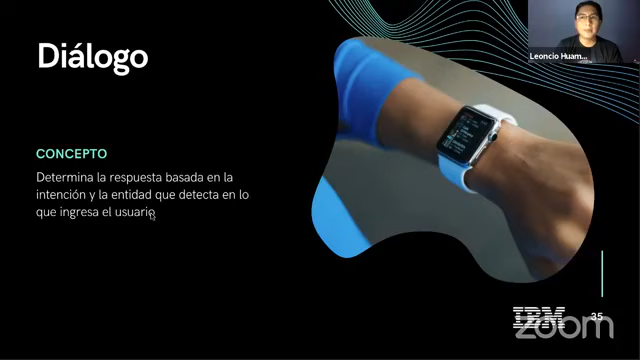 Diálogo
Leoncio Huam...
CONCEPTO
Determina la respuesta basada en la
intención y la entidad que detecta en lo
que ingresa el usuario
IBM
35
zoom